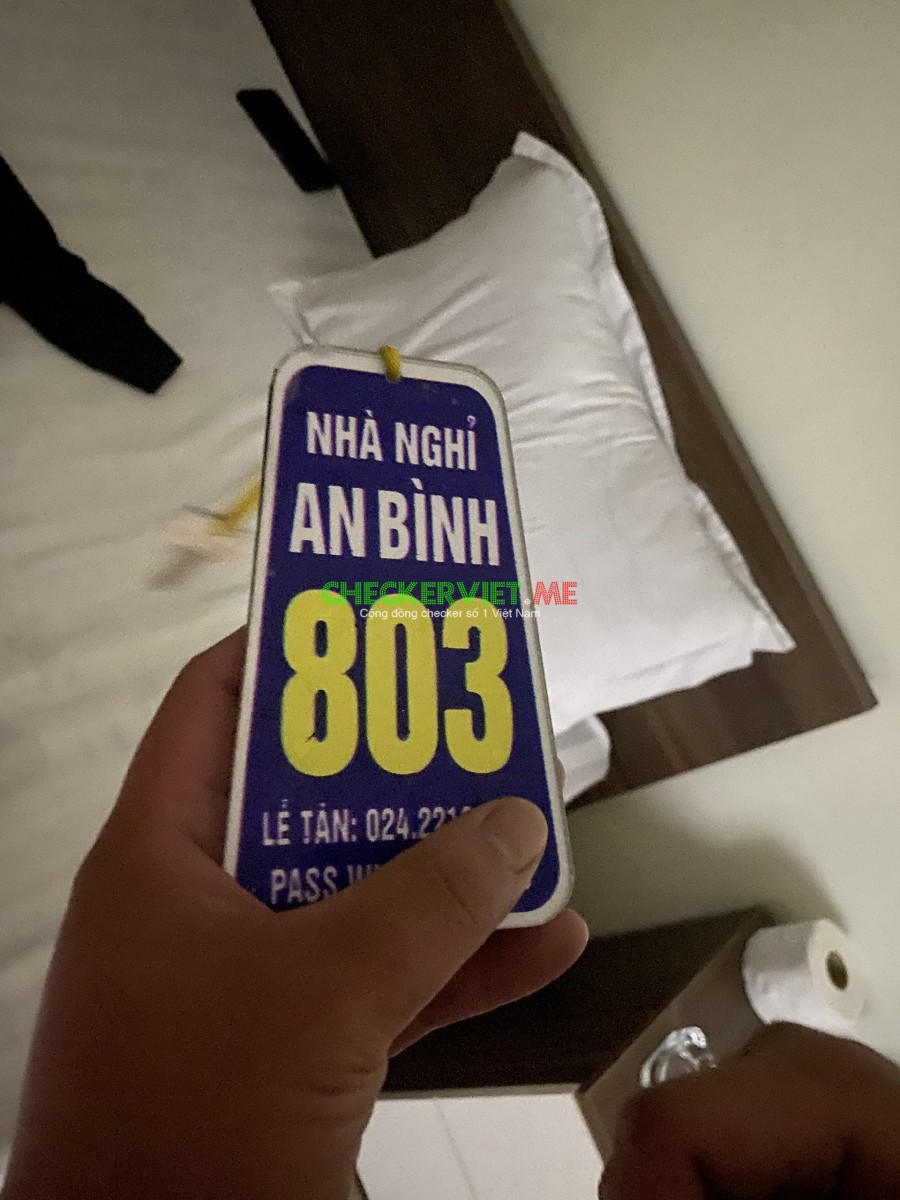 NHÀ NGHỈ
AN BÌNH
CHECKERVIET.ME
Cộng đồng checker số 1 Việt Nam
803
LỄ TÂN: 024.221
PASS